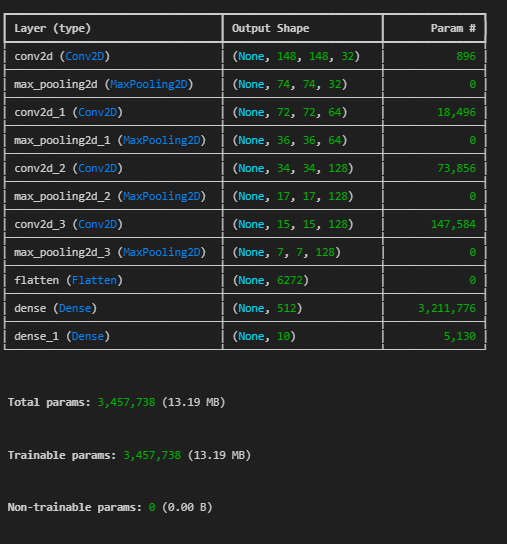 Layer (type) Output Shape Param #
conv2d (Conv2D) (None, 148, 148, 32) 896
max_pooling2d (MaxPooling2D) (None, 74, 74, 32) 0
conv2d_1 (Conv2D) (None, 72, 72, 64) 18,496
max_pooling2d_1 (MaxPooling2D) (None, 36, 36, 64) 0
conv2d_2 (Conv2D) (None, 34, 34, 128) 73,856
max_pooling2d_2 (MaxPooling2D) (None, 17, 17, 128) 0
conv2d_3 (Conv2D) (None, 15, 15, 128) 147,584
max_pooling2d_3 (MaxPooling2D) (None, 7, 7, 128) 0
flatten (Flatten) (None, 6272) 0
dense (Dense) (None, 512) 3,211,776
dense_1 (Dense) (None, 10) 5,130
Total params: 3,457,738 (13.19 MB)
Trainable params: 3,457,738 (13.19 MB)
Non-trainable params: 0 (0.00 B)